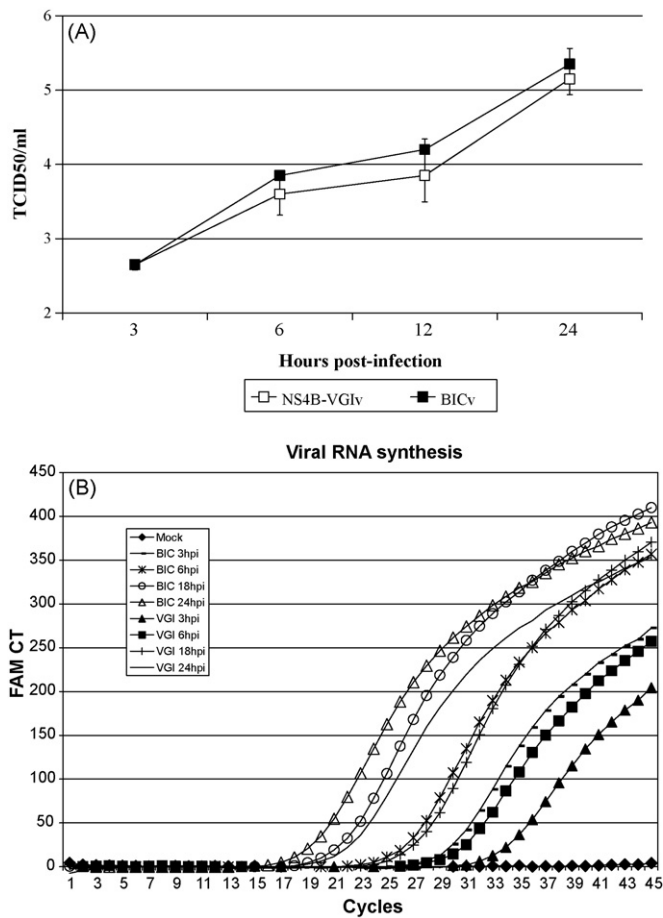 (A)
6
5
4
3
2
TCID50/ml
3 6 12 24
Hours post-infection
NS4B-VGIv BICv
Viral RNA synthesis
(B)
450
400
350
300
250
200
150
100
50
0
FAM CT
Mock
BIC 3hpi
BIC 6hpi
BIC 18hpi
BIC 24hpi
VGI 3hpi
VGI 6hpi
VGI 18hpi
VGI 24hpi
1 3 5 7 9 11 13 15 17 19 21 23 25 27 29 31 33 35 37 39 41 43 45
Cycles